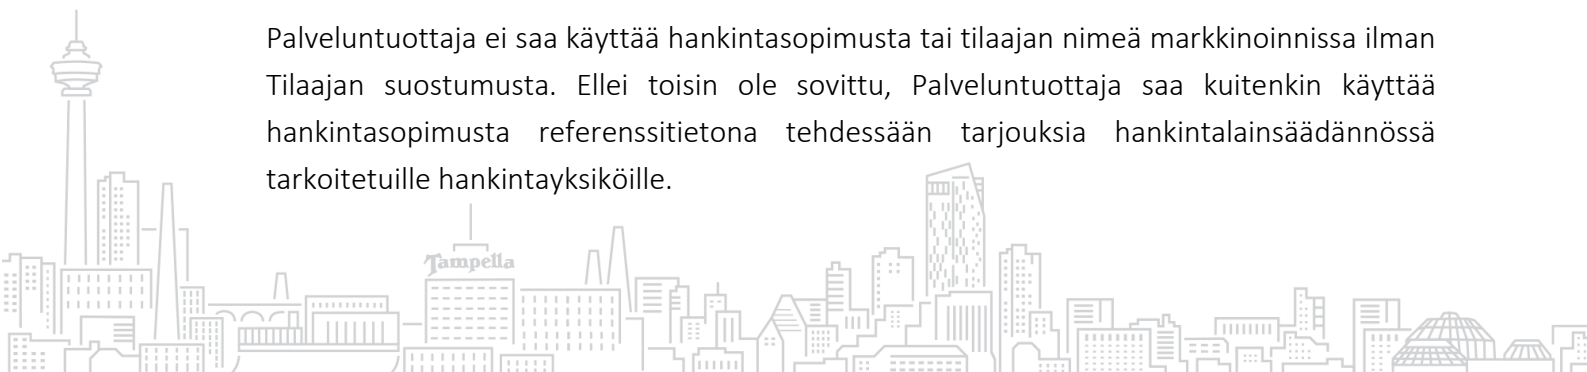 Palveluntuottaja ei saa käyttää hankintasopimusta tai tilaajan nimeä markkinoinnissa ilman
Tilaajan suostumusta. Ellei toisin ole sovittu, Palveluntuottaja saa kuitenkin käyttää
hankintasopimusta referenssitietona tehdessään tarjouksia hankintalainsäädännössä
tarkoitetuille hankintayksiköille.
Tampella